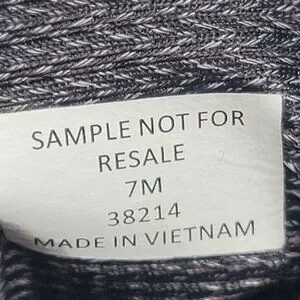 SAMPLE NOT FOR
RESALE
7M
38214
MADE IN VIETNAM